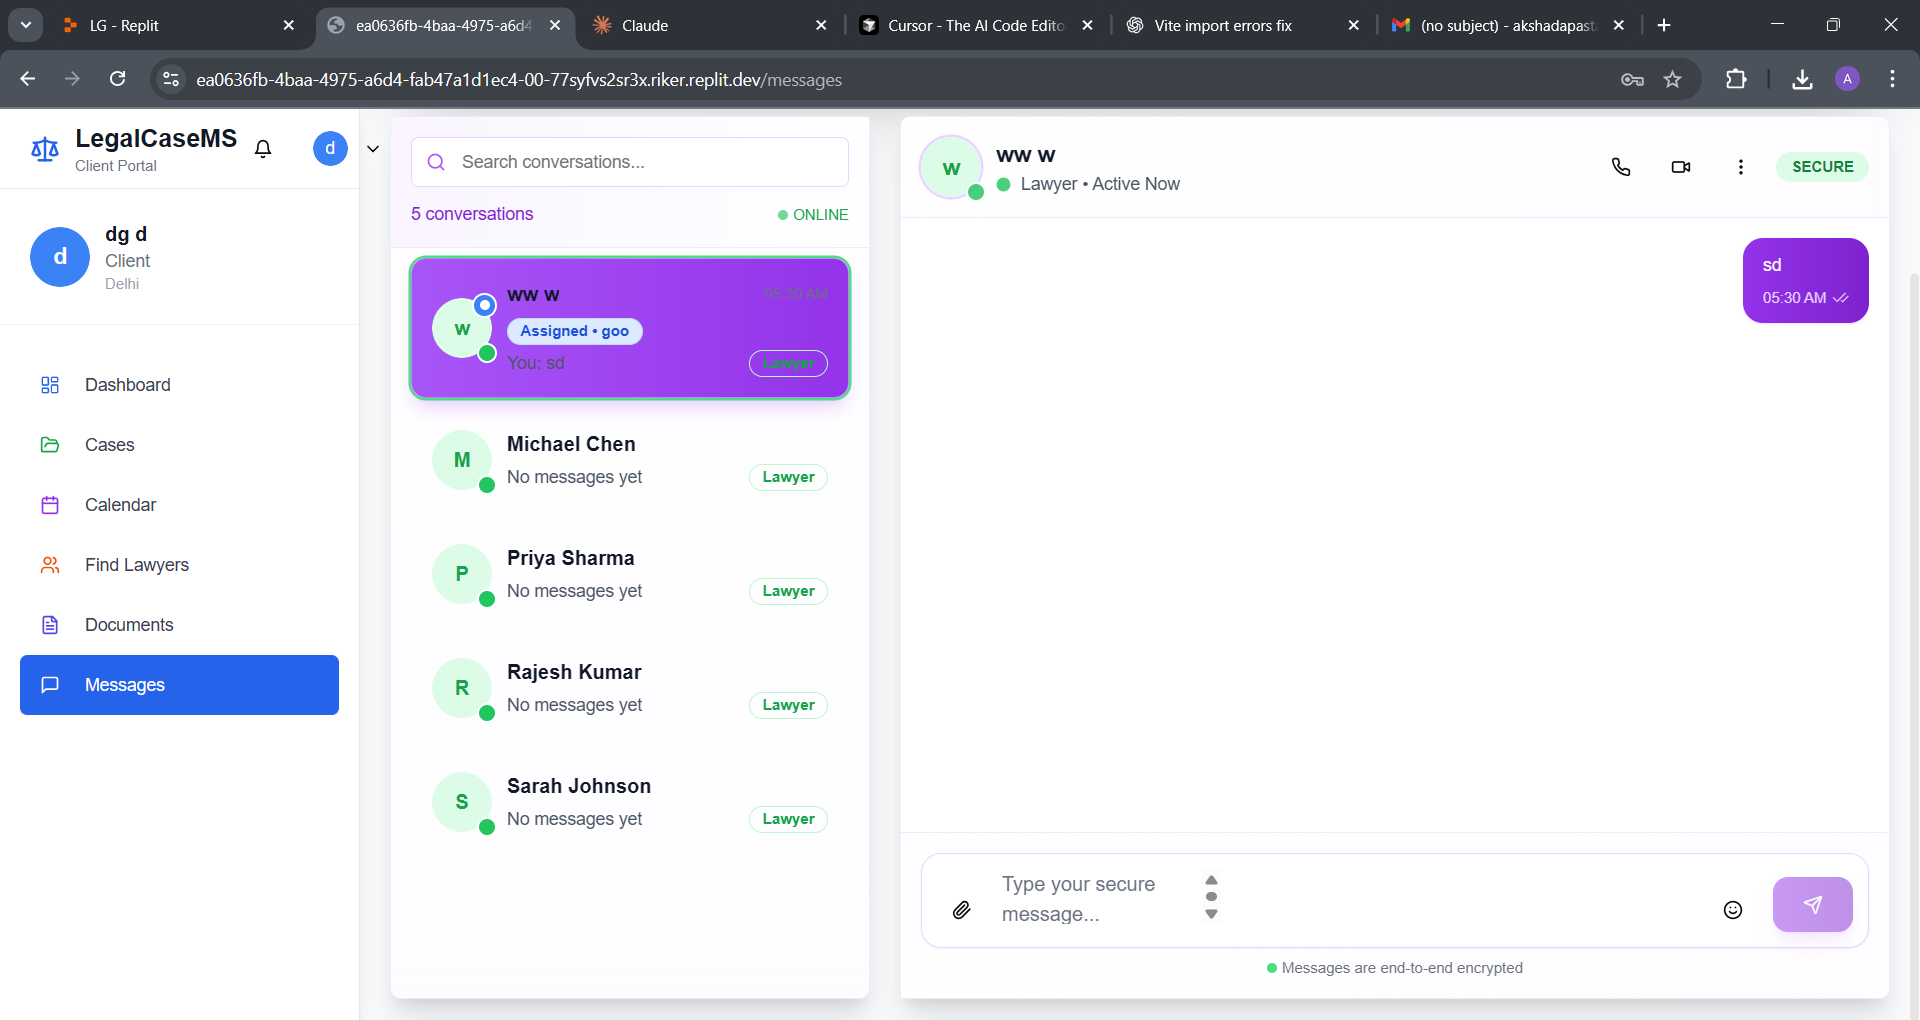 LG - Replit
ea0636fb-4baa-4975-a6d4-
Claude
Cursor - The AI Code Edito
Vite import errors fix
(no subject) - akshadapast
ea0636fb-4baa-4975-a6d4-fab47a1d1ec4-00-77syfvs2sr3x.riker.replit.dev/messages
A
LegalCaseMS
Client Portal
d
d
dg d
Client
Delhi
Dashboard
Cases
Calendar
Find Lawyers
Documents
Messages
Search conversations...
5 conversations
ONLINE
w
ww w
05:30 AM
Assigned • goo
You: sd
Lawyer
M
Michael Chen
No messages yet
Lawyer
P
Priya Sharma
No messages yet
Lawyer
R
Rajesh Kumar
No messages yet
Lawyer
S
Sarah Johnson
No messages yet
Lawyer
w
ww w
Lawyer • Active Now
SECURE
sd
05:30 AM
Type your secure
message...
Messages are end-to-end encrypted